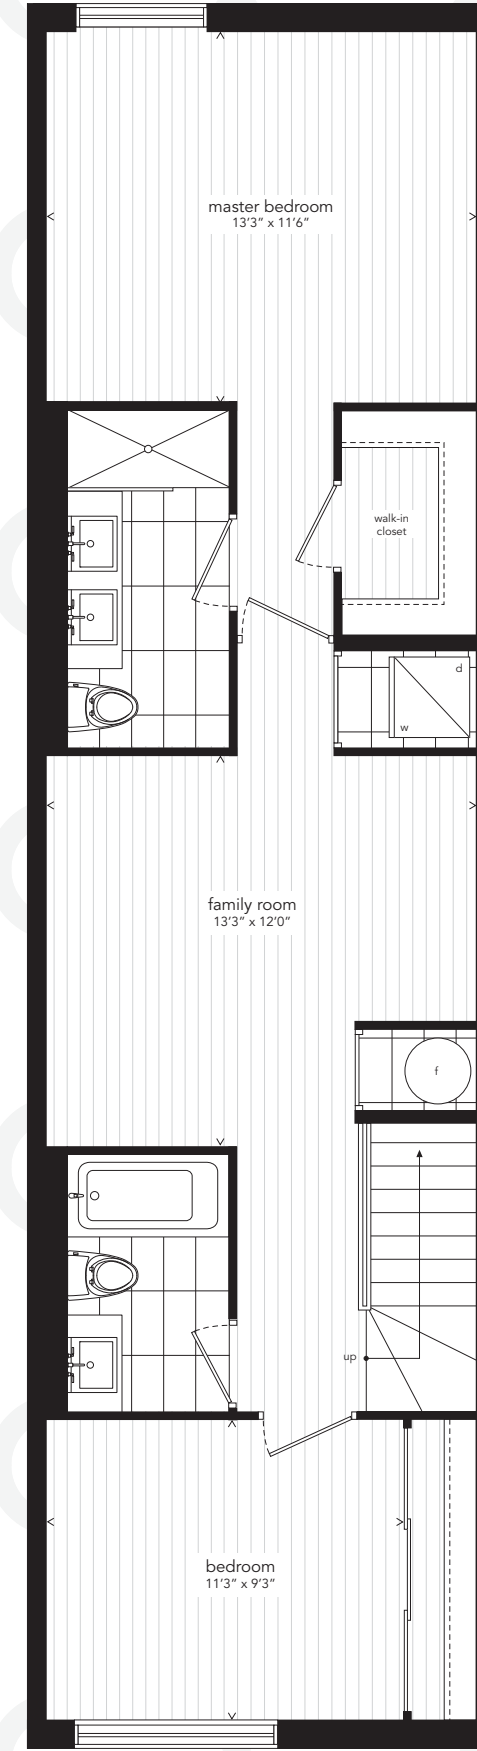 master bedroom
13'3" x 11'6"
walk-in
closet
d
w
family room
13'3" x 12'0"
f
up
bedroom
11'3" x 9'3"